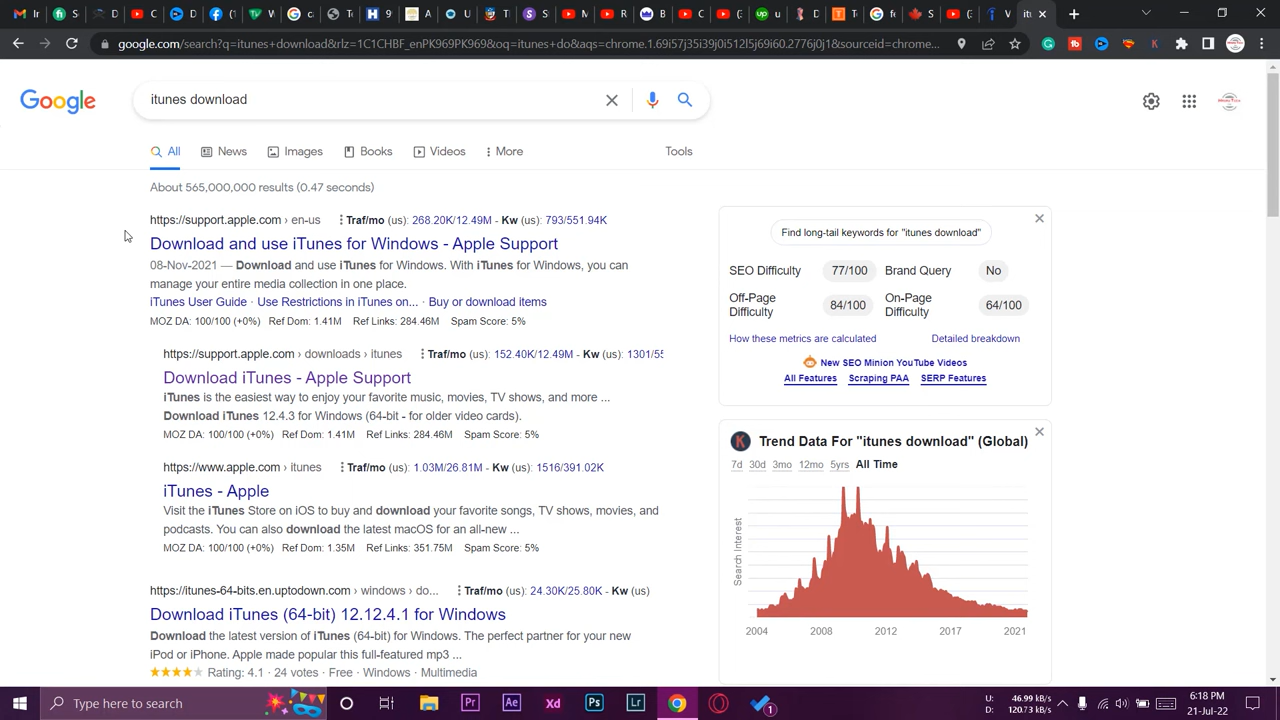 In
fi
S
D
C
D
(
W
G
T
H
A
U
T
S
M
R
B
C
(
u
D
T
f
S
(
V
itu
google.com/search?q=itunes+download&rlz=1C1CHBF_enPK969PK969&oq=itunes+do&aqs=chrome.1.69i57j35i39j0i512l5j69i60.2776j0j1&sourceid=chrome...
Google
itunes download
All News Images Books Videos More Tools
About 565,000,000 results (0.47 seconds)
https://support.apple.com › en-us Traf/mo (us): 268.20K/12.49M - Kw (us): 793/551.94K
Download and use iTunes for Windows - Apple Support
08-Nov-2021 — Download and use iTunes for Windows. With iTunes for Windows, you can
manage your entire media collection in one place.
iTunes User Guide · Use Restrictions in iTunes on... · Buy or download items
MOZ DA: 100/100 (+0%) Ref Dom: 1.41M Ref Links: 284.46M Spam Score: 5%
https://support.apple.com › downloads › itunes Traf/mo (us): 152.40K/12.49M - Kw (us): 1301/55
Download iTunes - Apple Support
iTunes is the easiest way to enjoy your favorite music, movies, TV shows, and more ...
Download iTunes 12.4.3 for Windows (64-bit - for older video cards).
MOZ DA: 100/100 (+0%) Ref Dom: 1.41M Ref Links: 284.46M Spam Score: 5%
https://www.apple.com › itunes Traf/mo (us): 1.03M/26.81M - Kw (us): 1516/391.02K
iTunes - Apple
Visit the iTunes Store on iOS to buy and download your favorite songs, TV shows, movies, and
podcasts. You can also download the latest macOS for an all-new ...
MOZ DA: 100/100 (+0%) Ref Dom: 1.35M Ref Links: 351.75M Spam Score: 5%
https://itunes-64-bits.en.uptodown.com › windows › do... Traf/mo (us): 24.30K/25.80K - Kw (us)
Download iTunes (64-bit) 12.12.4.1 for Windows
Download the latest version of iTunes (64-bit) for Windows. The perfect partner for your new
iPod or iPhone. Apple made popular this full-featured mp3 ...
Rating: 4.1 · 24 votes · Free · Windows · Multimedia
Find long-tail keywords for "itunes download"
SEO Difficulty 77/100 Brand Query No
Off-Page Difficulty 84/100 On-Page Difficulty 64/100
How these metrics are calculated Detailed breakdown
New SEO Minion YouTube Videos
All Features Scraping PAA SERP Features
Trend Data For "itunes download" (Global)
7d 30d 3mo 12mo 5yrs All Time
Search Interest
2004 2008 2012 2017 2021
Type here to search
Pr Ae Xd Ps Lr
1
U: 46.99 kB/s
D: 120.73 kB/s
6:18 PM
21-Jul-22